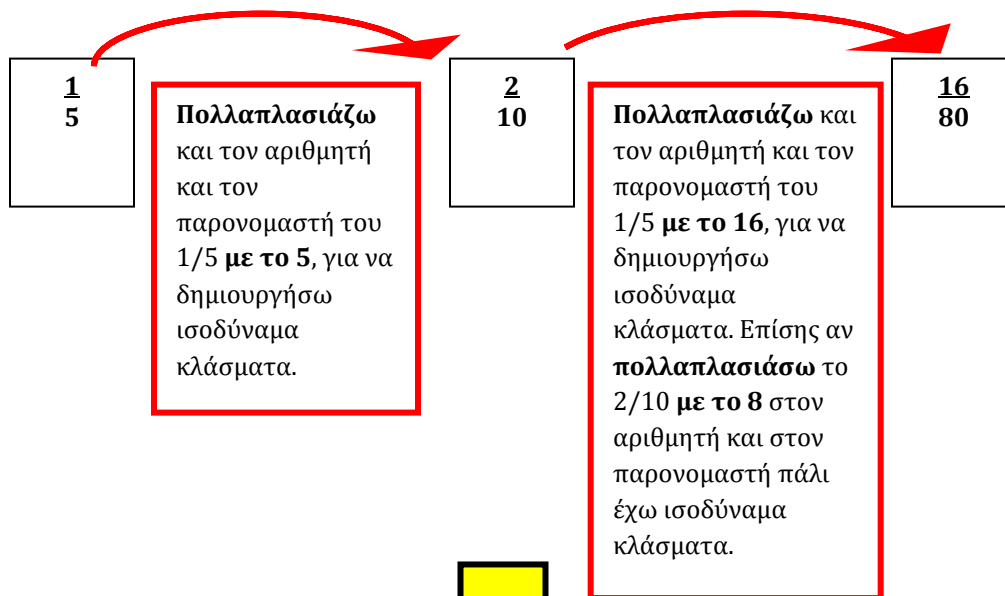 1
5
Πολλαπλασιάζω
και τον αριθμητή
και τον
παρονομαστή του
1/5 με το 5, για να
δημιουργήσω
ισοδύναμα
κλάσματα.
2
10
Πολλαπλασιάζω και
τον αριθμητή και τον
παρονομαστή του
1/5 με το 16, για να
δημιουργήσω
ισοδύναμα
κλάσματα. Επίσης αν
πολλαπλασιάσω το
2/10 με το 8 στον
αριθμητή και στον
παρονομαστή πάλι
έχω ισοδύναμα
κλάσματα.
16
80